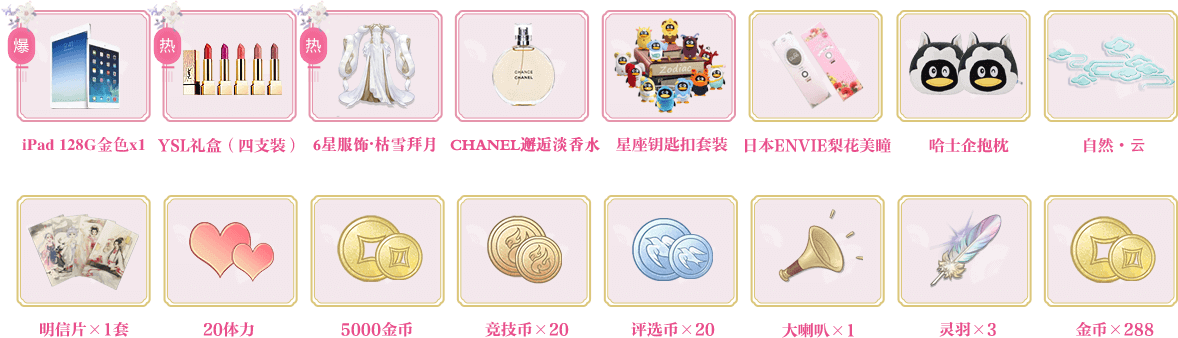 爆
热
热
CHANCE
CHANEL
Zodiac
iPad 128G金色x1
YSL礼盒（四支装）
6星服饰·枯雪拜月
CHANEL邂逅淡香水
星座钥匙扣套装
日本ENVIE梨花美瞳
哈士企抱枕
自然·云
明信片×1套
20体力
5000金币
竞技币×20
评选币×20
大喇叭×1
灵羽×3
金币×288